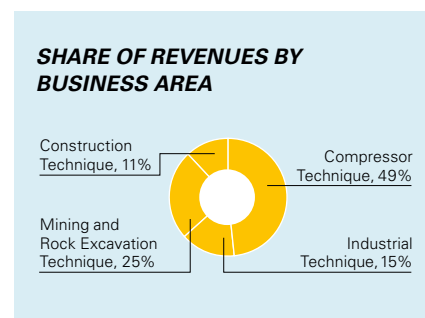 SHARE OF REVENUES BY
BUSINESS AREA
Construction
Technique, 11%
Compressor
Technique, 49%
Mining and
Rock Excavation
Technique, 25%
Industrial
Technique, 15%